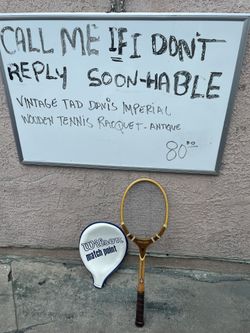 CALL ME IF I DON'T
REPLY SOON-HABLE
VINTAGE TAD DAVIS IMPERIAL
WOODEN TENNIS RACQUET - ANTIQUE
80.00
Wilson
match point